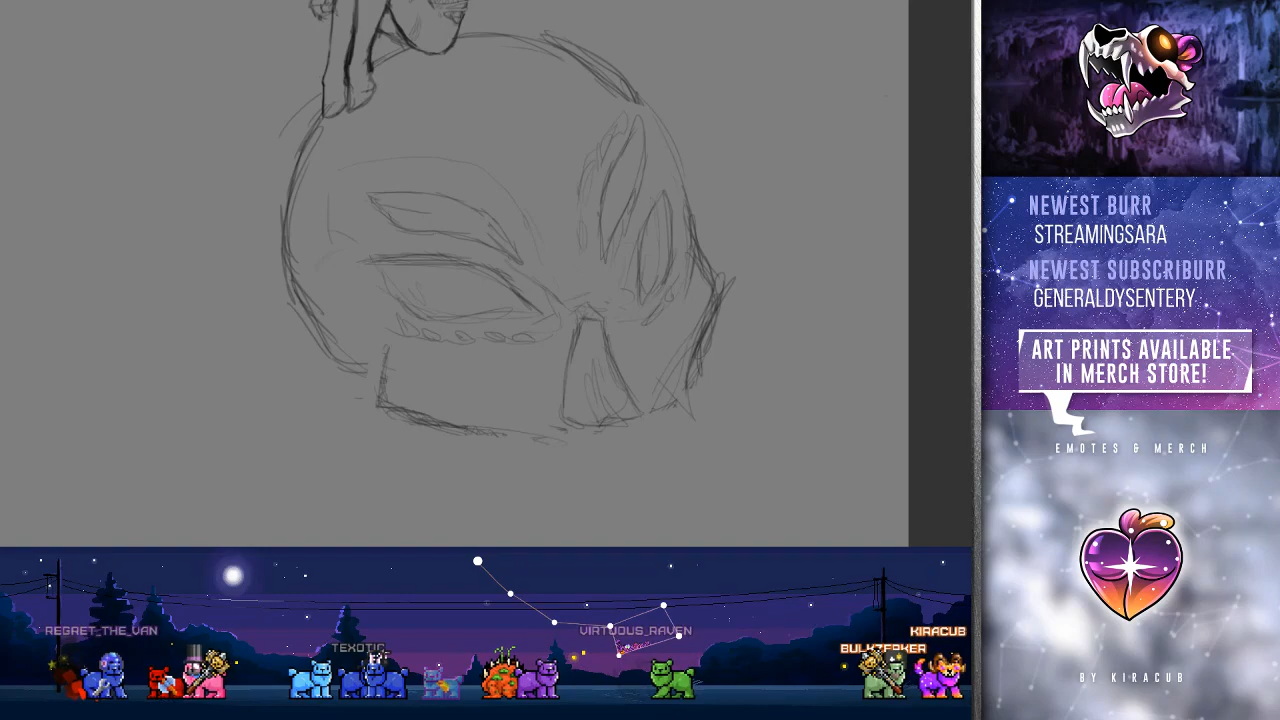 NEWEST BURR
STREAMINGSARA
NEWEST SUBSCRIBURR
GENERALDYSENTERY
ART PRINTS AVAILABLE
IN MERCH STORE!
EMOTES & MERCH
BY KIRACUB
REGRET_THE_VAN
TEXOTIC
VIRTUOUS_RAVEN
KIRACUB
BULKZERKER